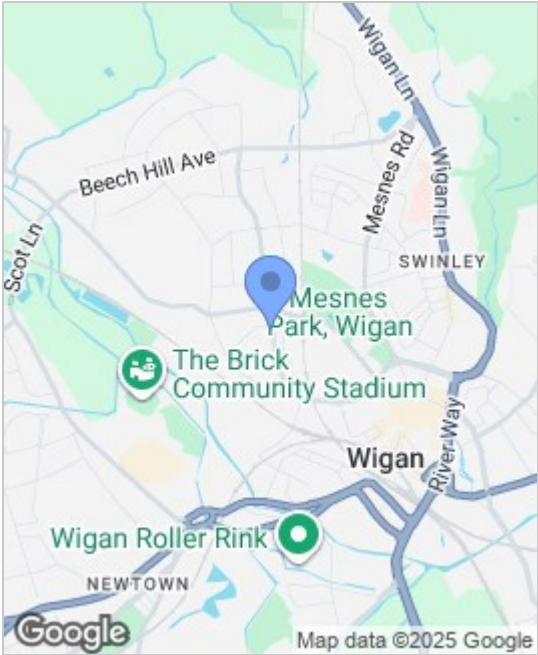 Wigan Ln
Beech Hill Ave
Mesnes Rd
Wigan Ln
Scot Ln
SWINLEY
Mesnes
Park, Wigan
The Brick
Community Stadium
Wigan
River Way
Wigan Roller Rink
NEWTOWN
Google
Map data ©2025 Google